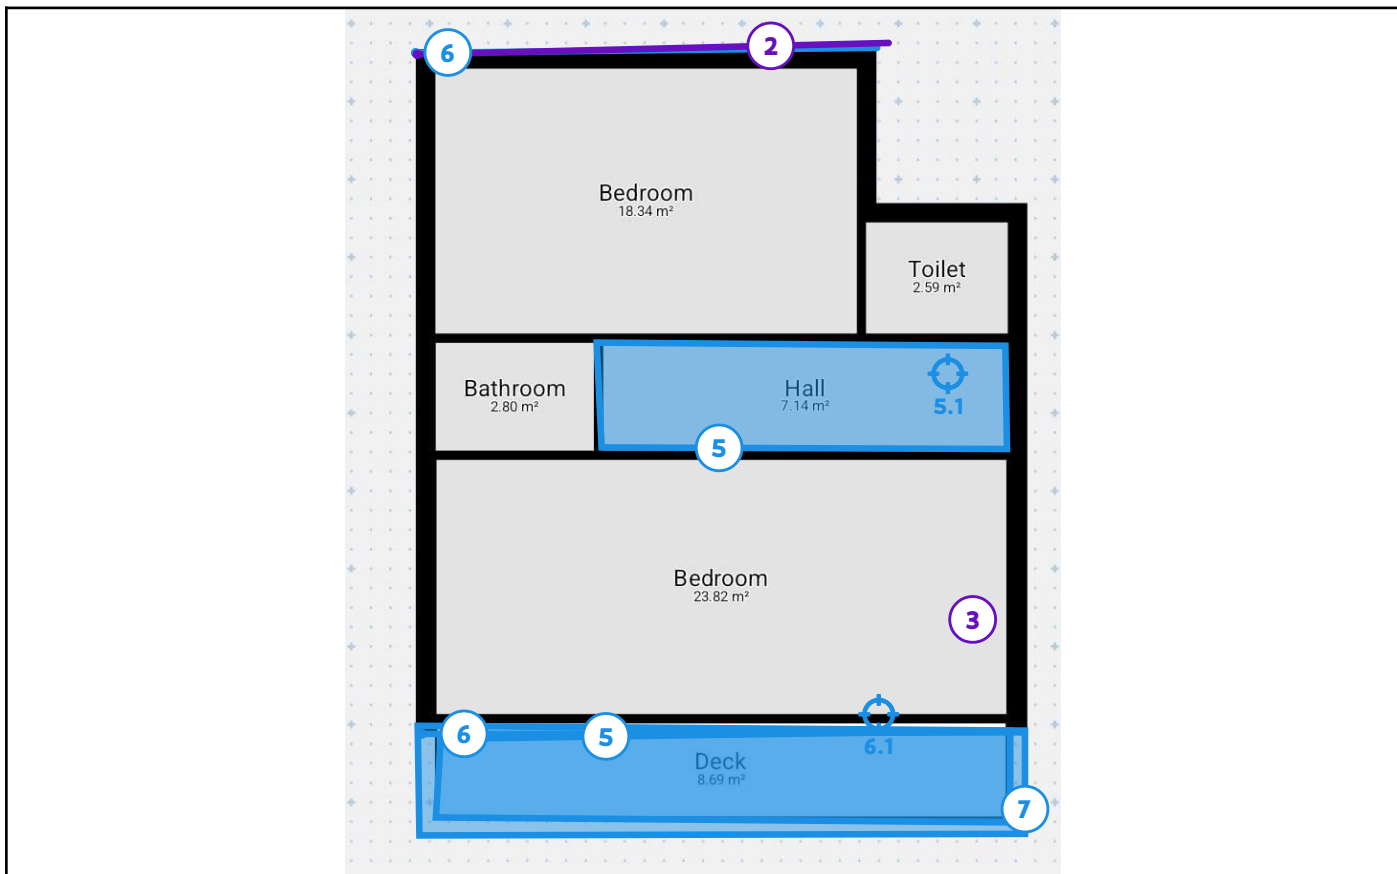 2
6
Bedroom
18.34 m²
Toilet
2.59 m²
Bathroom
2.80 m²
Hall
7.14 m²
5.1
5
Bedroom
23.82 m²
3
6
5
6.1
Deck
8.69 m²
7